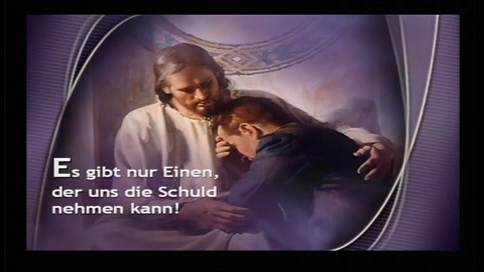 Es gibt nur Einen,
der uns die Schuld
nehmen kann!